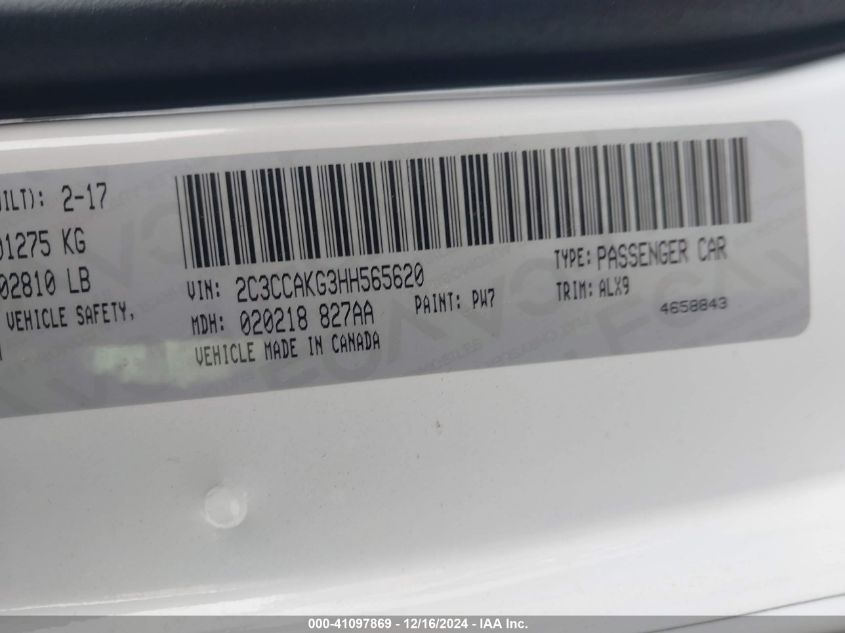 UILT): 2-17
01275 KG
02810 LB
VEHICLE SAFETY,
VIN: 2C3CCAKG3HH565620
TYPE: PASSENGER CAR
MDH: 020218 827AA
PAINT: PW7
TRIM: ALX9
VEHICLE MADE IN CANADA
4658843
000-41097869 - 12/16/2024 - IAA Inc.